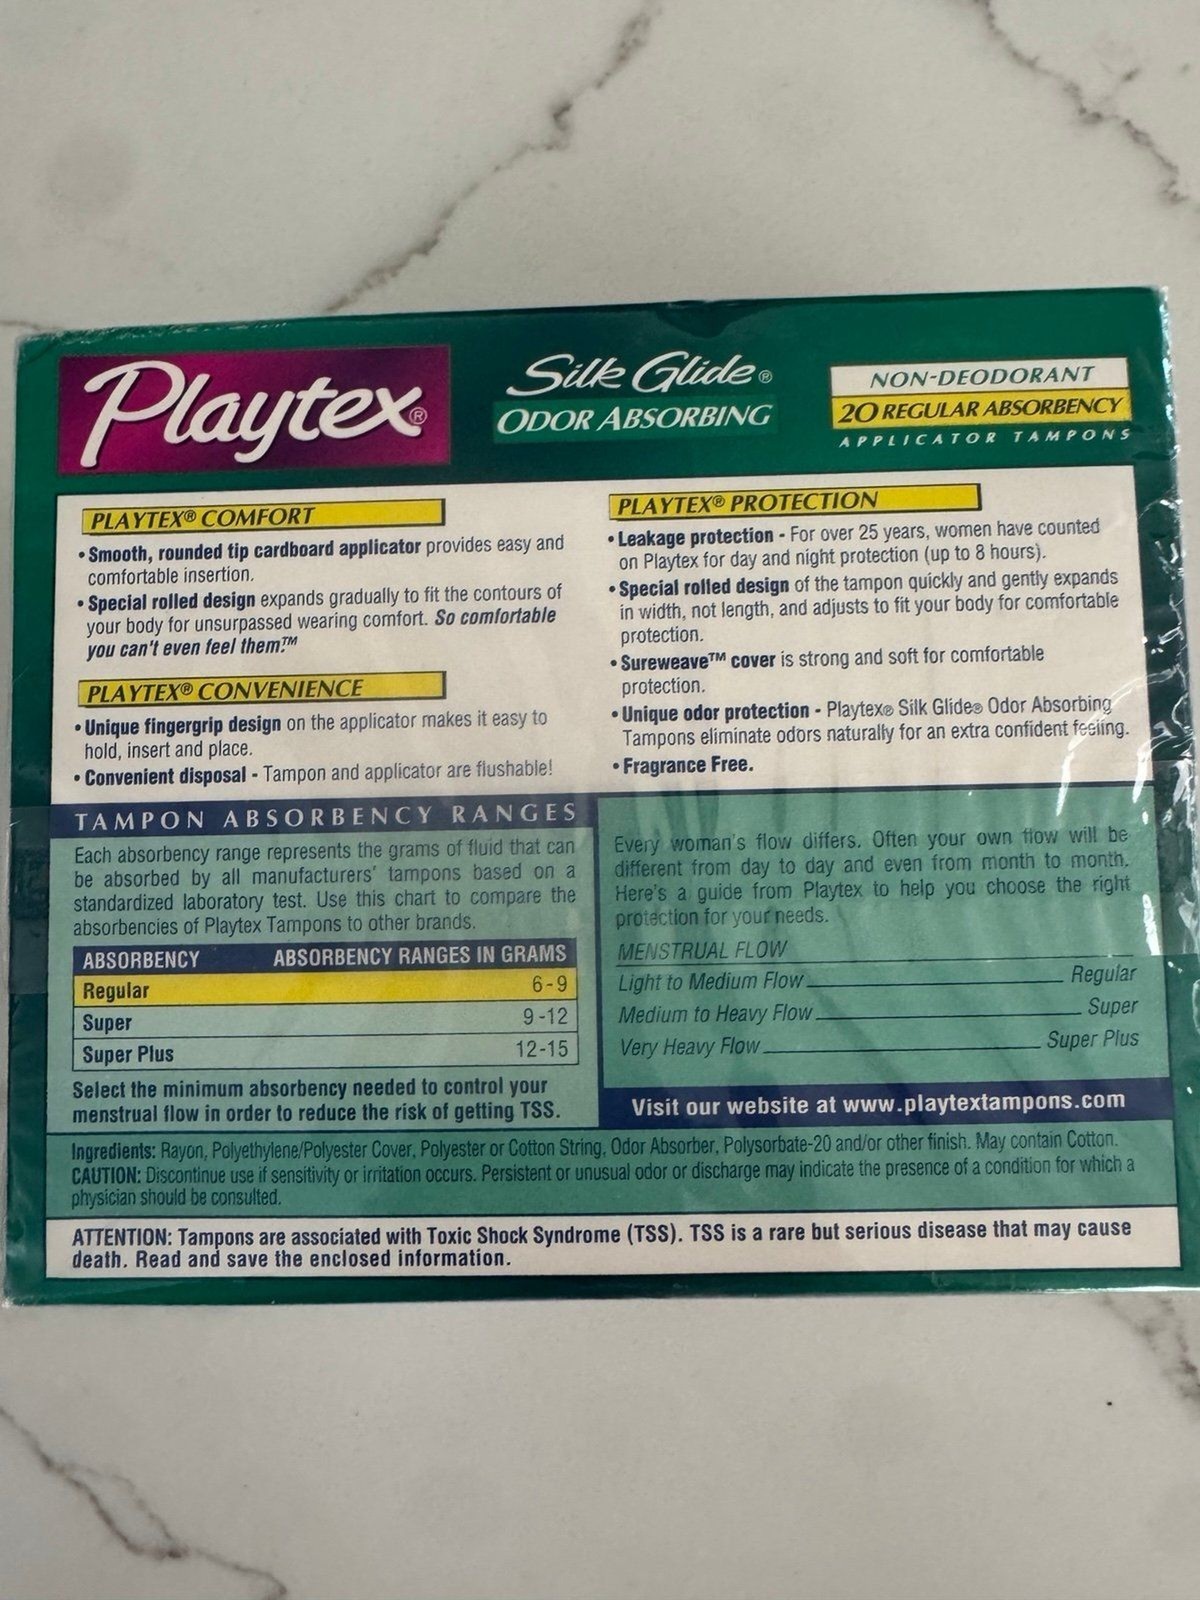 Playtex®
Silk Glide®
ODOR ABSORBING
NON-DEODORANT
20 REGULAR ABSORBENCY
APPLICATOR TAMPONS
PLAYTEX® COMFORT
• Smooth, rounded tip cardboard applicator provides easy and
comfortable insertion.
• Special rolled design expands gradually to fit the contours of
your body for unsurpassed wearing comfort. So comfortable
you can't even feel them!™
PLAYTEX® CONVENIENCE
• Unique fingergrip design on the applicator makes it easy to
hold, insert and place.
• Convenient disposal - Tampon and applicator are flushable!
PLAYTEX® PROTECTION
• Leakage protection - For over 25 years, women have counted
on Playtex for day and night protection (up to 8 hours).
• Special rolled design of the tampon quickly and gently expands
in width, not length, and adjusts to fit your body for comfortable
protection.
• Sureweave™ cover is strong and soft for comfortable
protection.
• Unique odor protection - Playtex® Silk Glide® Odor Absorbing
Tampons eliminate odors naturally for an extra confident feeling.
• Fragrance Free.
TAMPON ABSORBENCY RANGES
Each absorbency range represents the grams of fluid that can
be absorbed by all manufacturers' tampons based on a
standardized laboratory test. Use this chart to compare the
absorbencies of Playtex Tampons to other brands.
ABSORBENCY ABSORBENCY RANGES IN GRAMS
Regular 6-9
Super 9-12
Super Plus 12-15
Select the minimum absorbency needed to control your
menstrual flow in order to reduce the risk of getting TSS.
Every woman's flow differs. Often your own flow will be
different from day to day and even from month to month.
Here's a guide from Playtex to help you choose the right
protection for your needs.
MENSTRUAL FLOW
Light to Medium Flow Regular
Medium to Heavy Flow Super
Very Heavy Flow Super Plus
Visit our website at www.playtextampons.com
Ingredients: Rayon, Polyethylene/Polyester Cover, Polyester or Cotton String, Odor Absorber, Polysorbate-20 and/or other finish. May contain Cotton.
CAUTION: Discontinue use if sensitivity or irritation occurs. Persistent or unusual odor or discharge may indicate the presence of a condition for which a
physician should be consulted.
ATTENTION: Tampons are associated with Toxic Shock Syndrome (TSS). TSS is a rare but serious disease that may cause
death. Read and save the enclosed information.